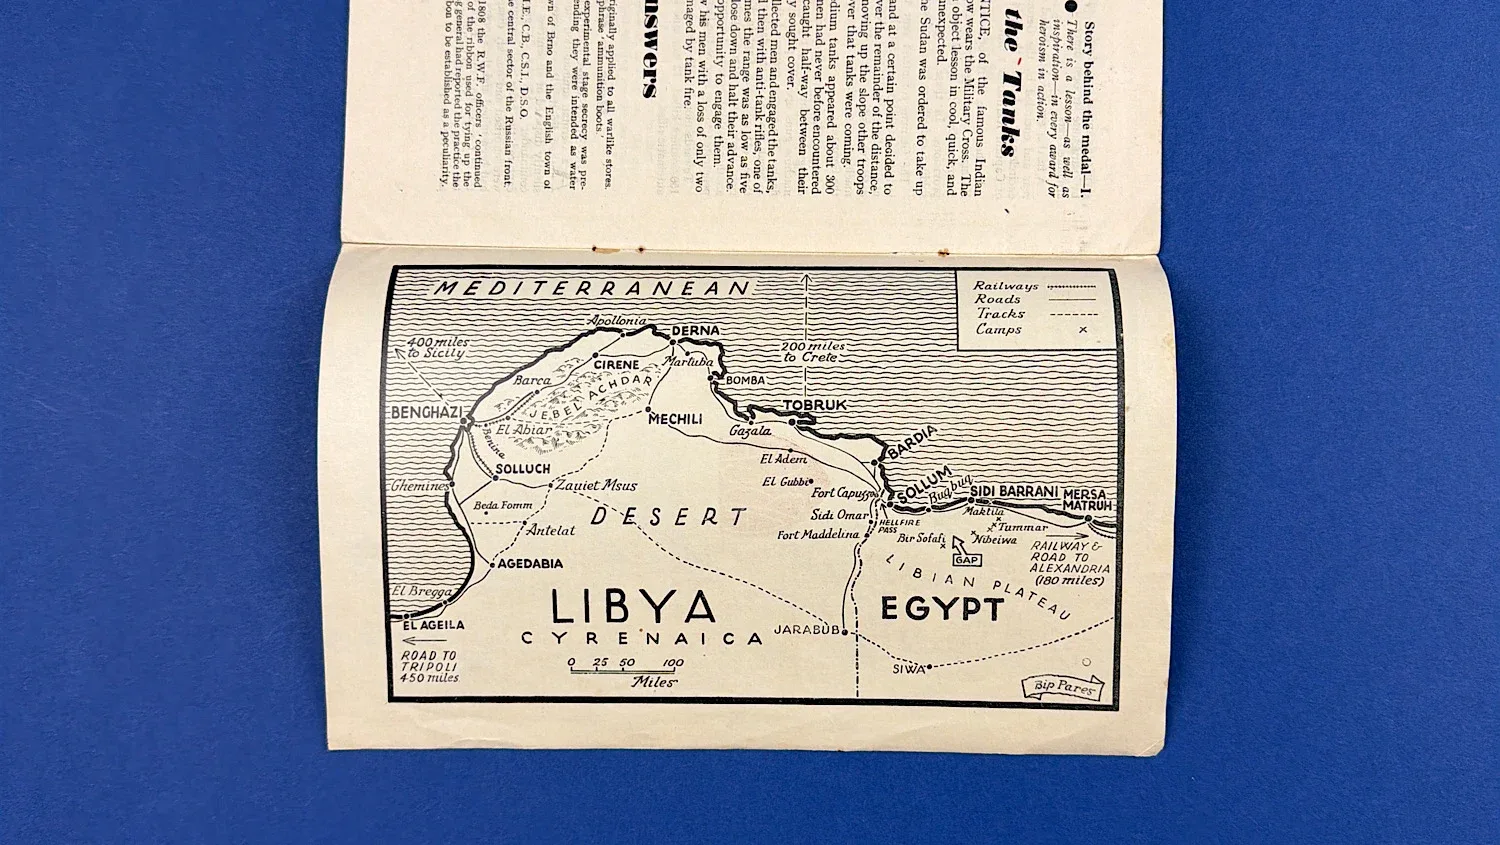 Story behind the medal—I.
There is a lesson—as well as
inspiration—in every award for
heroism in action.
the Tanks
NTICE, of the famous Indian
ow wears the Military Cross. The
object lesson in cool, quick, and
unexpected.
he Sudan was ordered to take up
and at a certain point decided to
ver the remainder of the distance,
moving up the slope other troops
over that tanks were coming.
dium tanks appeared about 300
men had never before encountered
caught half-way between their
y sought cover.
llected men and engaged the tanks,
l then with anti-tank rifles, one of
mes the range was as low as five
lose down and halt their advance.
opportunity to engage them.
w his men with a loss of only two
maged by tank fire.
nswers
riginally applied to all warlike stores.
phrase 'ammunition boots.'
experimental stage secrecy was pre-
ending they were intended as water
wn of Brno and the English town of
I.E., C.B., C.S.I., D.S.O.
e central sector of the Russian front.
1808 the R.W.F. officers 'continued
of the ribbon used for tying up the
g general had reported the practice the
bon to be established as a peculiarity.
MEDITERRANEAN
Railways
Roads
Tracks
Camps
400 miles
to Sicily
200 miles
to Crete
Apollonia
DERNA
CIRENE
Martuba
BOMBA
Barca
JEBEL ACHDAR
BENGHAZI
El Abiar
Benina
MECHILI
Gazala
TOBRUK
BARDIA
El Adem
SOLLUCH
Ghemines
Zauiet Msus
El Gubbi
Fort Capuzzo
SOLLUM
Buqbuq
SIDI BARRANI
MERSA
MATRUH
Beda Fomm
DESERT
Sidi Omar
HELLFIRE
PASS
Maktila
Tummar
Antelat
Fort Maddelina
Bir Sofafi
Nibeiwa
GAP
RAILWAY &
ROAD TO
ALEXANDRIA
(180 miles)
AGEDABIA
LIBIAN PLATEAU
El Bregga
LIBYA
EGYPT
EL AGEILA
CYRENAICA
JARABUB
ROAD TO
TRIPOLI
450 miles
0 25 50 100
Miles
SIWA
Bip Pares